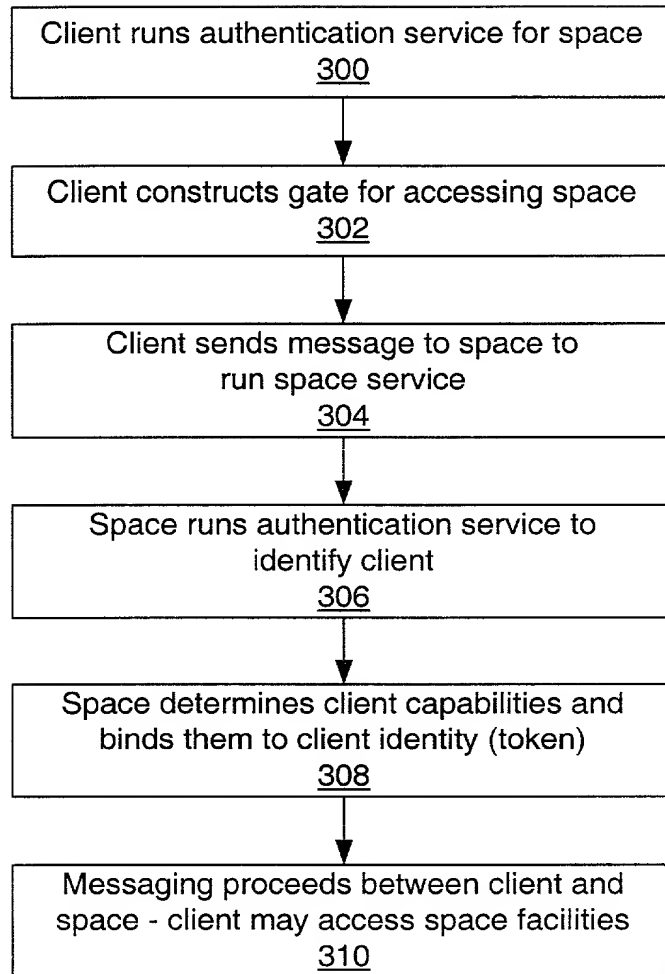 Client runs authentication service for space
300
Client constructs gate for accessing space
302
Client sends message to space to
run space service
304
Space runs authentication service to
identify client
306
Space determines client capabilities and
binds them to client identity (token)
308
Messaging proceeds between client and
space - client may access space facilities
310